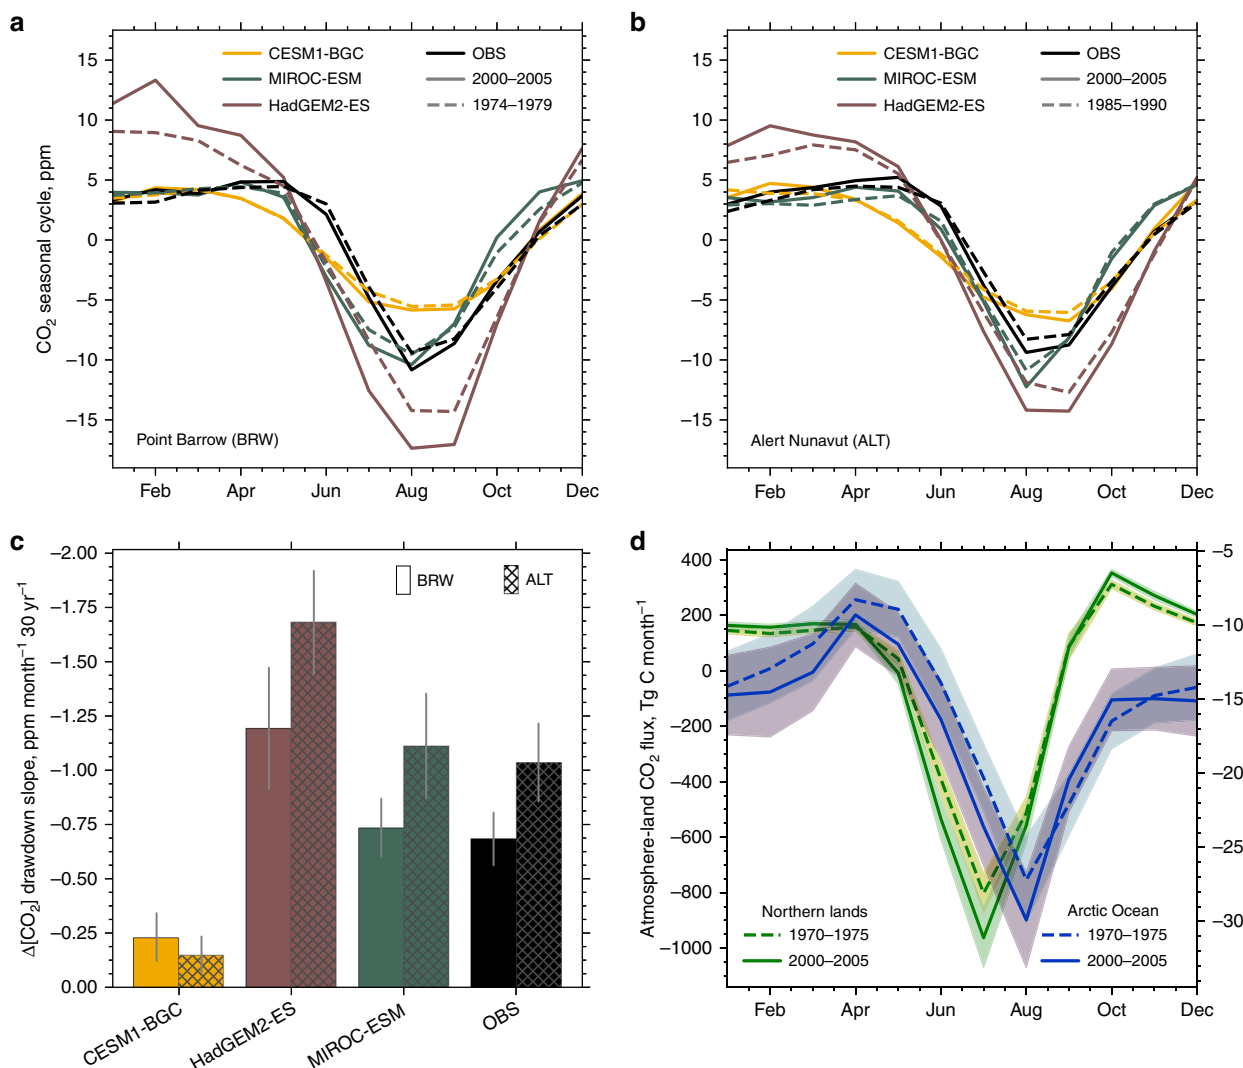 a
CO2 seasonal cycle, ppm
15
10
5
0
−5
−10
−15
CESM1-BGC
MIROC-ESM
HadGEM2-ES
OBS
2000–2005
1974–1979
Point Barrow (BRW)
Feb Apr Jun Aug Oct Dec
b
15
10
5
0
−5
−10
−15
CESM1-BGC
MIROC-ESM
HadGEM2-ES
OBS
2000–2005
1985–1990
Alert Nunavut (ALT)
Feb Apr Jun Aug Oct Dec
c
Δ[CO2] drawdown slope, ppm month−1 30 yr−1
−2.00
−1.75
−1.50
−1.25
−1.00
−0.75
−0.50
−0.25
0.00
BRW ALT
CESM1-BGC
HadGEM2-ES
MIROC-ESM
OBS
d
Atmosphere-land CO2 flux, Tg C month−1
400
200
0
−200
−400
−600
−800
−1000
−5
−10
−15
−20
−25
−30
Northern lands
1970–1975
2000–2005
Arctic Ocean
1970–1975
2000–2005
Feb Apr Jun Aug Oct Dec